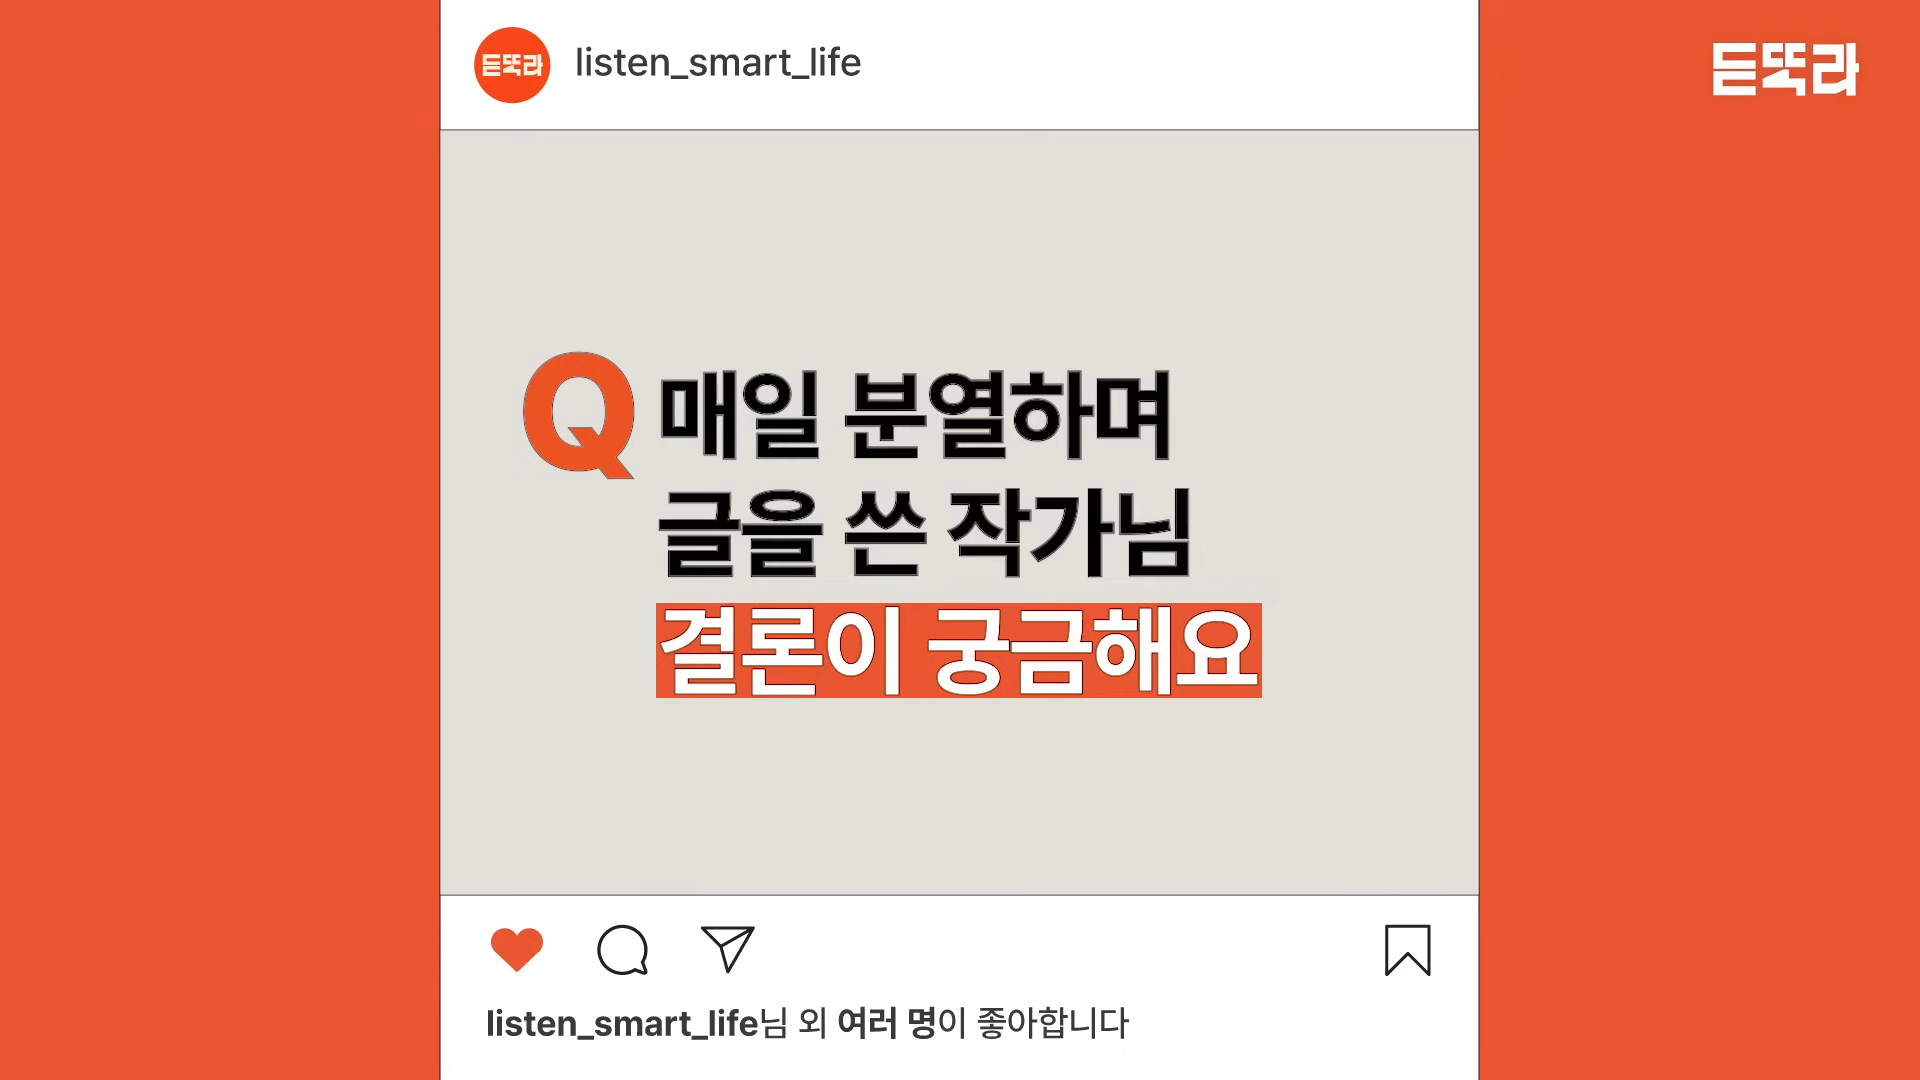 듣똑라
listen_smart_life
듣똑라
Q 매일 분열하며
글을 쓴 작가님
결론이 궁금해요
listen_smart_life님 외 여러 명이 좋아합니다